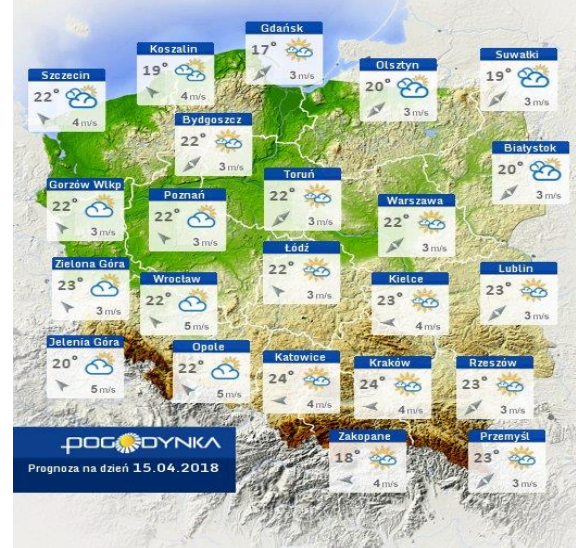 Gdańsk
17°
3 m/s
Koszalin
19°
4 m/s
Suwałki
19°
3 m/s
Olsztyn
20°
3 m/s
Szczecin
22°
4 m/s
Bydgoszcz
22°
3 m/s
Białystok
20°
3 m/s
Toruń
22°
3 m/s
Gorzów Wlkp
22°
3 m/s
Poznań
22°
3 m/s
Warszawa
22°
3 m/s
Łódź
22°
3 m/s
Zielona Góra
23°
3 m/s
Lublin
23°
3 m/s
Wrocław
22°
5 m/s
Kielce
23°
4 m/s
Jelenia Góra
20°
5 m/s
Opole
22°
5 m/s
Katowice
24°
4 m/s
Kraków
24°
4 m/s
Rzeszów
23°
3 m/s
Zakopane
18°
4 m/s
Przemyśl
23°
3 m/s
POGODYNKA
Prognoza na dzień 15.04.2018